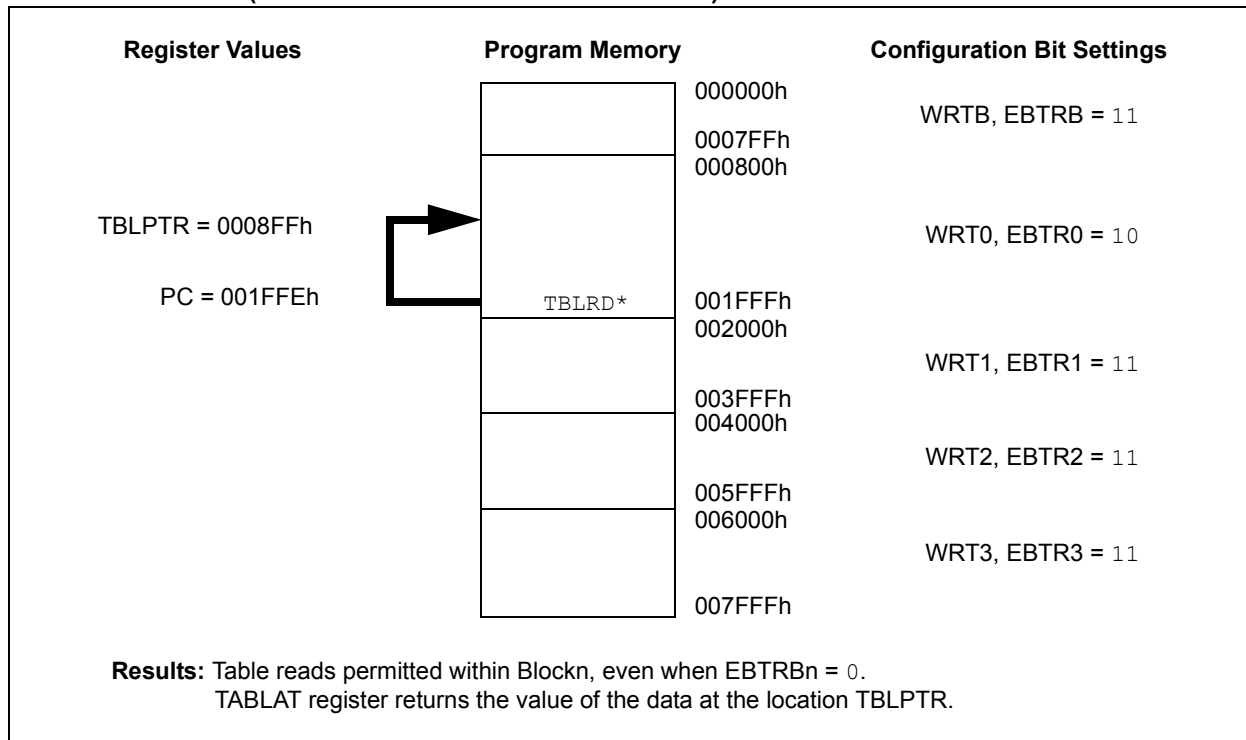 Register Values Program Memory Configuration Bit Settings
000000h
WRTB, EBTRB = 11
0007FFh
000800h
TBLPTR = 0008FFh
WRT0, EBTR0 = 10
PC = 001FFEh
TBLRD*
001FFFh
002000h
WRT1, EBTR1 = 11
003FFFh
004000h
WRT2, EBTR2 = 11
005FFFh
006000h
WRT3, EBTR3 = 11
007FFFh
Results: Table reads permitted within Blockn, even when EBTRBn = 0.
TABLAT register returns the value of the data at the location TBLPTR.